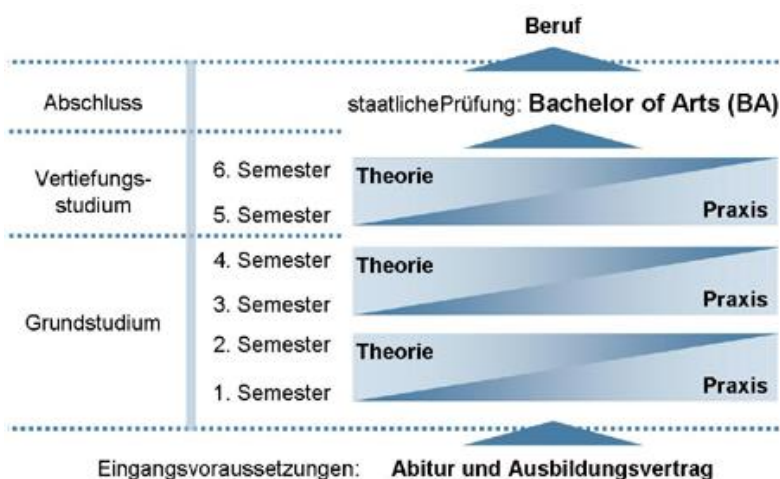 Beruf
Abschluss
staatlichePrüfung: Bachelor of Arts (BA)
Vertiefungs-
studium
6. Semester
5. Semester
Theorie
Praxis
Grundstudium
4. Semester
3. Semester
Theorie
Praxis
2. Semester
1. Semester
Theorie
Praxis
Eingangsvoraussetzungen: Abitur und Ausbildungsvertrag